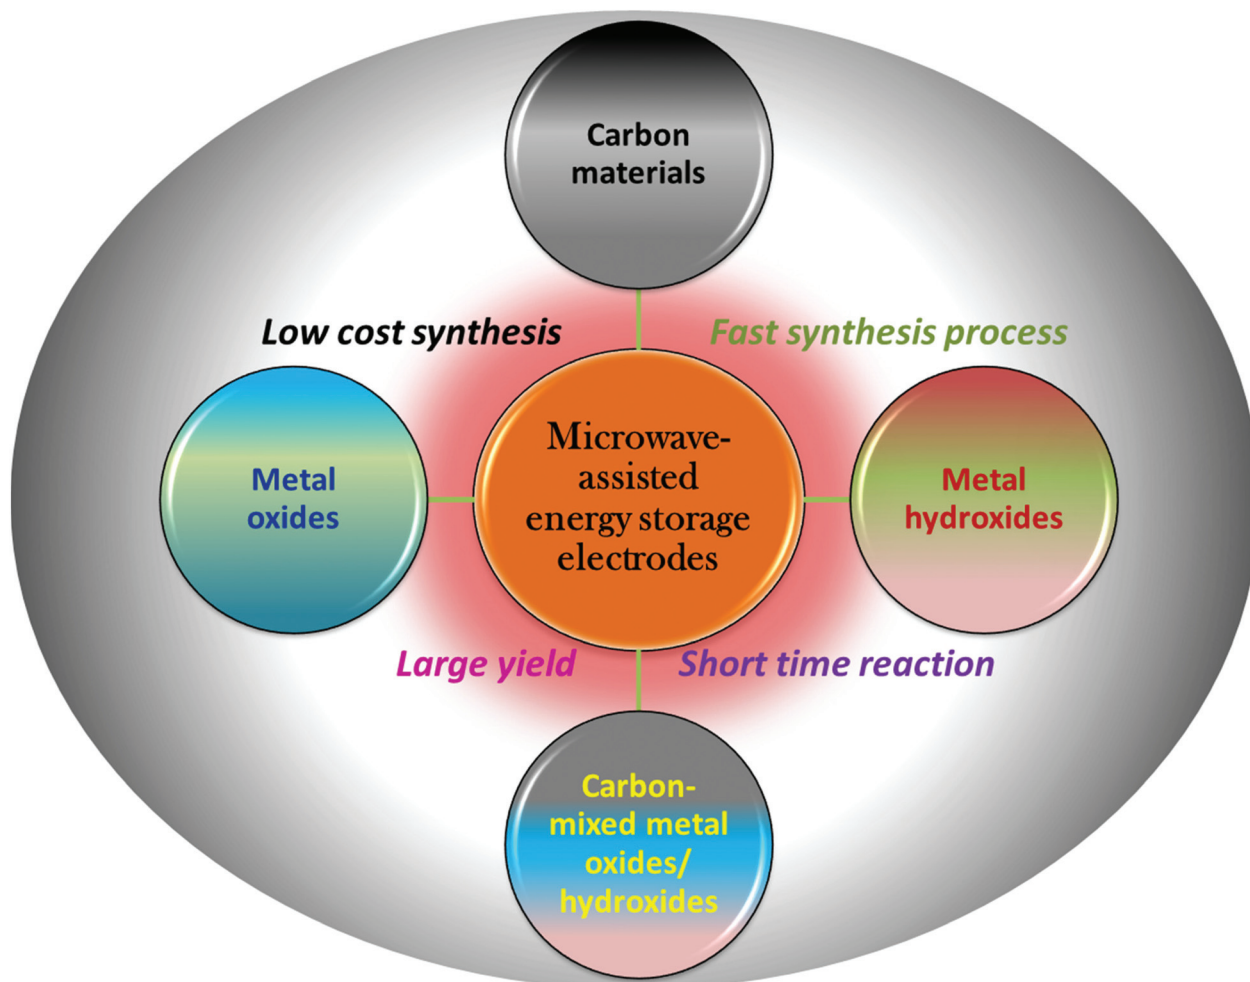 Carbon
materials
Low cost synthesis
Fast synthesis process
Metal
oxides
Microwave-
assisted
energy storage
electrodes
Metal
hydroxides
Large yield
Short time reaction
Carbon-
mixed metal
oxides/
hydroxides